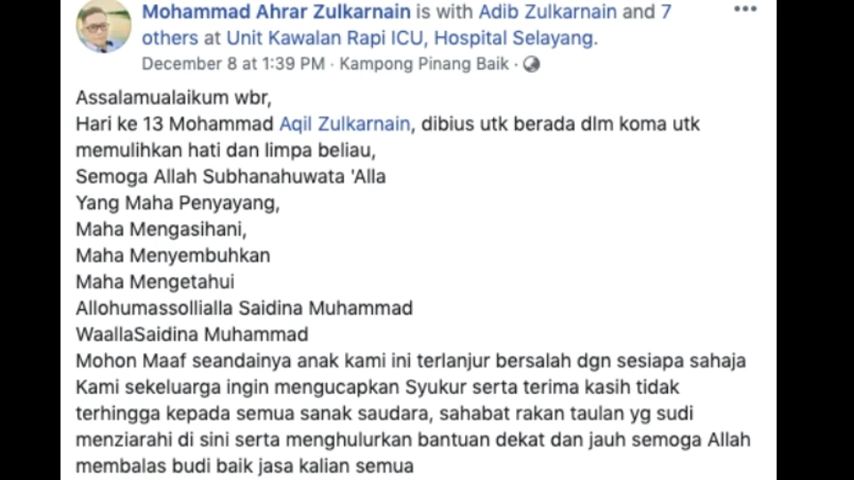 Mohammad Ahrar Zulkarnain is with Adib Zulkarnain and 7
others at Unit Kawalan Rapi ICU, Hospital Selayang.
December 8 at 1:39 PM · Kampong Pinang Baik ·
Assalamualaikum wbr,
Hari ke 13 Mohammad Aqil Zulkarnain, dibius utk berada dlm koma utk
memulihkan hati dan limpa beliau,
Semoga Allah Subhanahuwata 'Alla
Yang Maha Penyayang,
Maha Mengasihani,
Maha Menyembuhkan
Maha Mengetahui
Allohumassollialla Saidina Muhammad
WaallaSaidina Muhammad
Mohon Maaf seandainya anak kami ini terlanjur bersalah dgn sesiapa sahaja
Kami sekeluarga ingin mengucapkan Syukur serta terima kasih tidak
terhingga kepada semua sanak saudara, sahabat rakan taulan yg sudi
menziarahi di sini serta menghulurkan bantuan dekat dan jauh semoga Allah
membalas budi baik jasa kalian semua